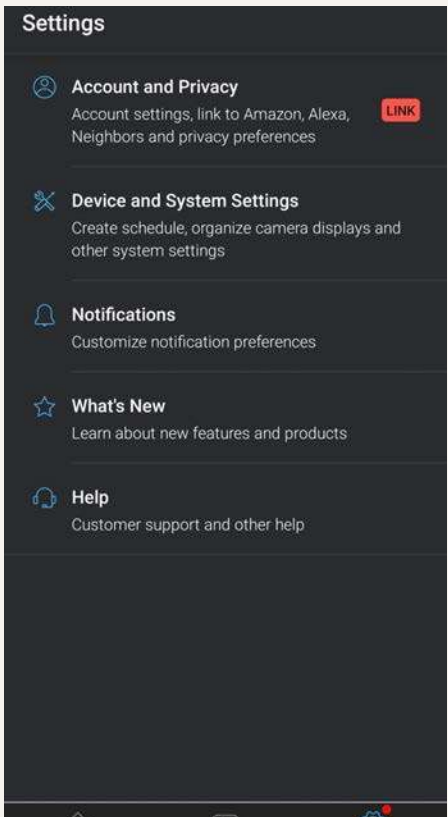 Settings
Account and Privacy
Account settings, link to Amazon, Alexa,
Neighbors and privacy preferences
LINK
Device and System Settings
Create schedule, organize camera displays and
other system settings
Notifications
Customize notification preferences
What's New
Learn about new features and products
Help
Customer support and other help